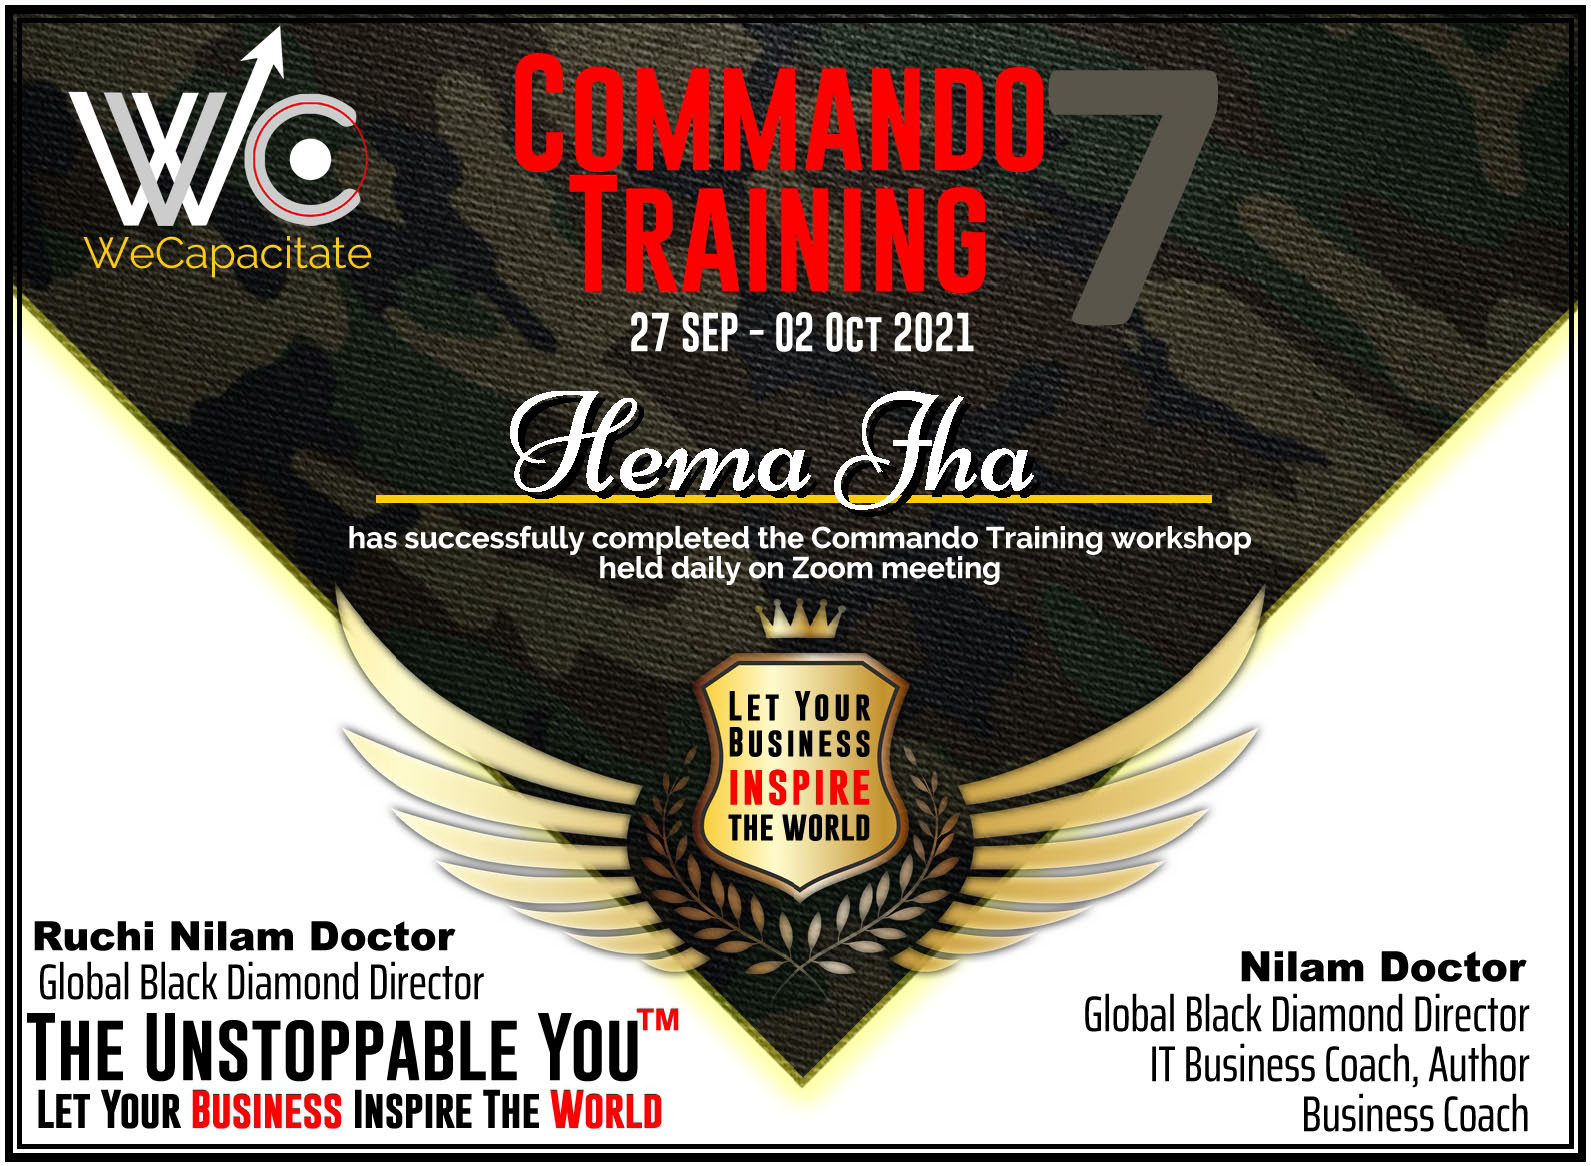 WC
WeCapacitate
COMMANDO 7
TRAINING
27 SEP - 02 OCT 2021
Hema Jha
has successfully completed the Commando Training workshop
held daily on Zoom meeting
LET YOUR
BUSINESS
INSPIRE
THE WORLD
Ruchi Nilam Doctor
Global Black Diamond Director
THE UNSTOPPABLE YOU™
LET YOUR BUSINESS INSPIRE THE WORLD
Nilam Doctor
Global Black Diamond Director
IT Business Coach, Author
Business Coach